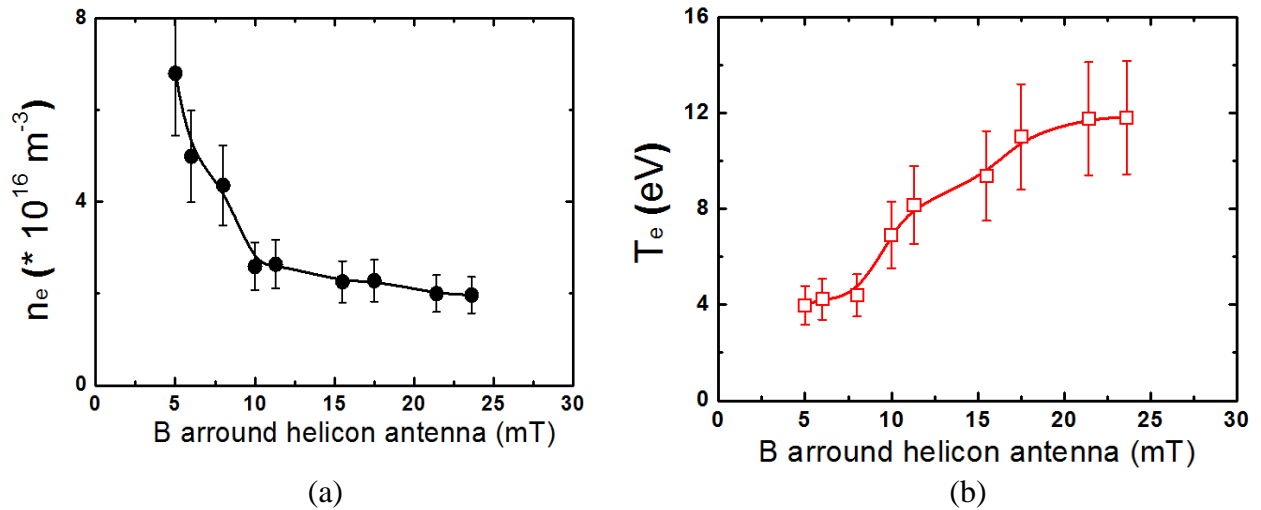 8
4
0
0 5 10 15 20 25 30
nₑ (* 10¹⁶ m⁻³)
B arround helicon antenna (mT)
(a)
16
12
8
4
0
0 5 10 15 20 25 30
Tₑ (eV)
B arround helicon antenna (mT)
(b)